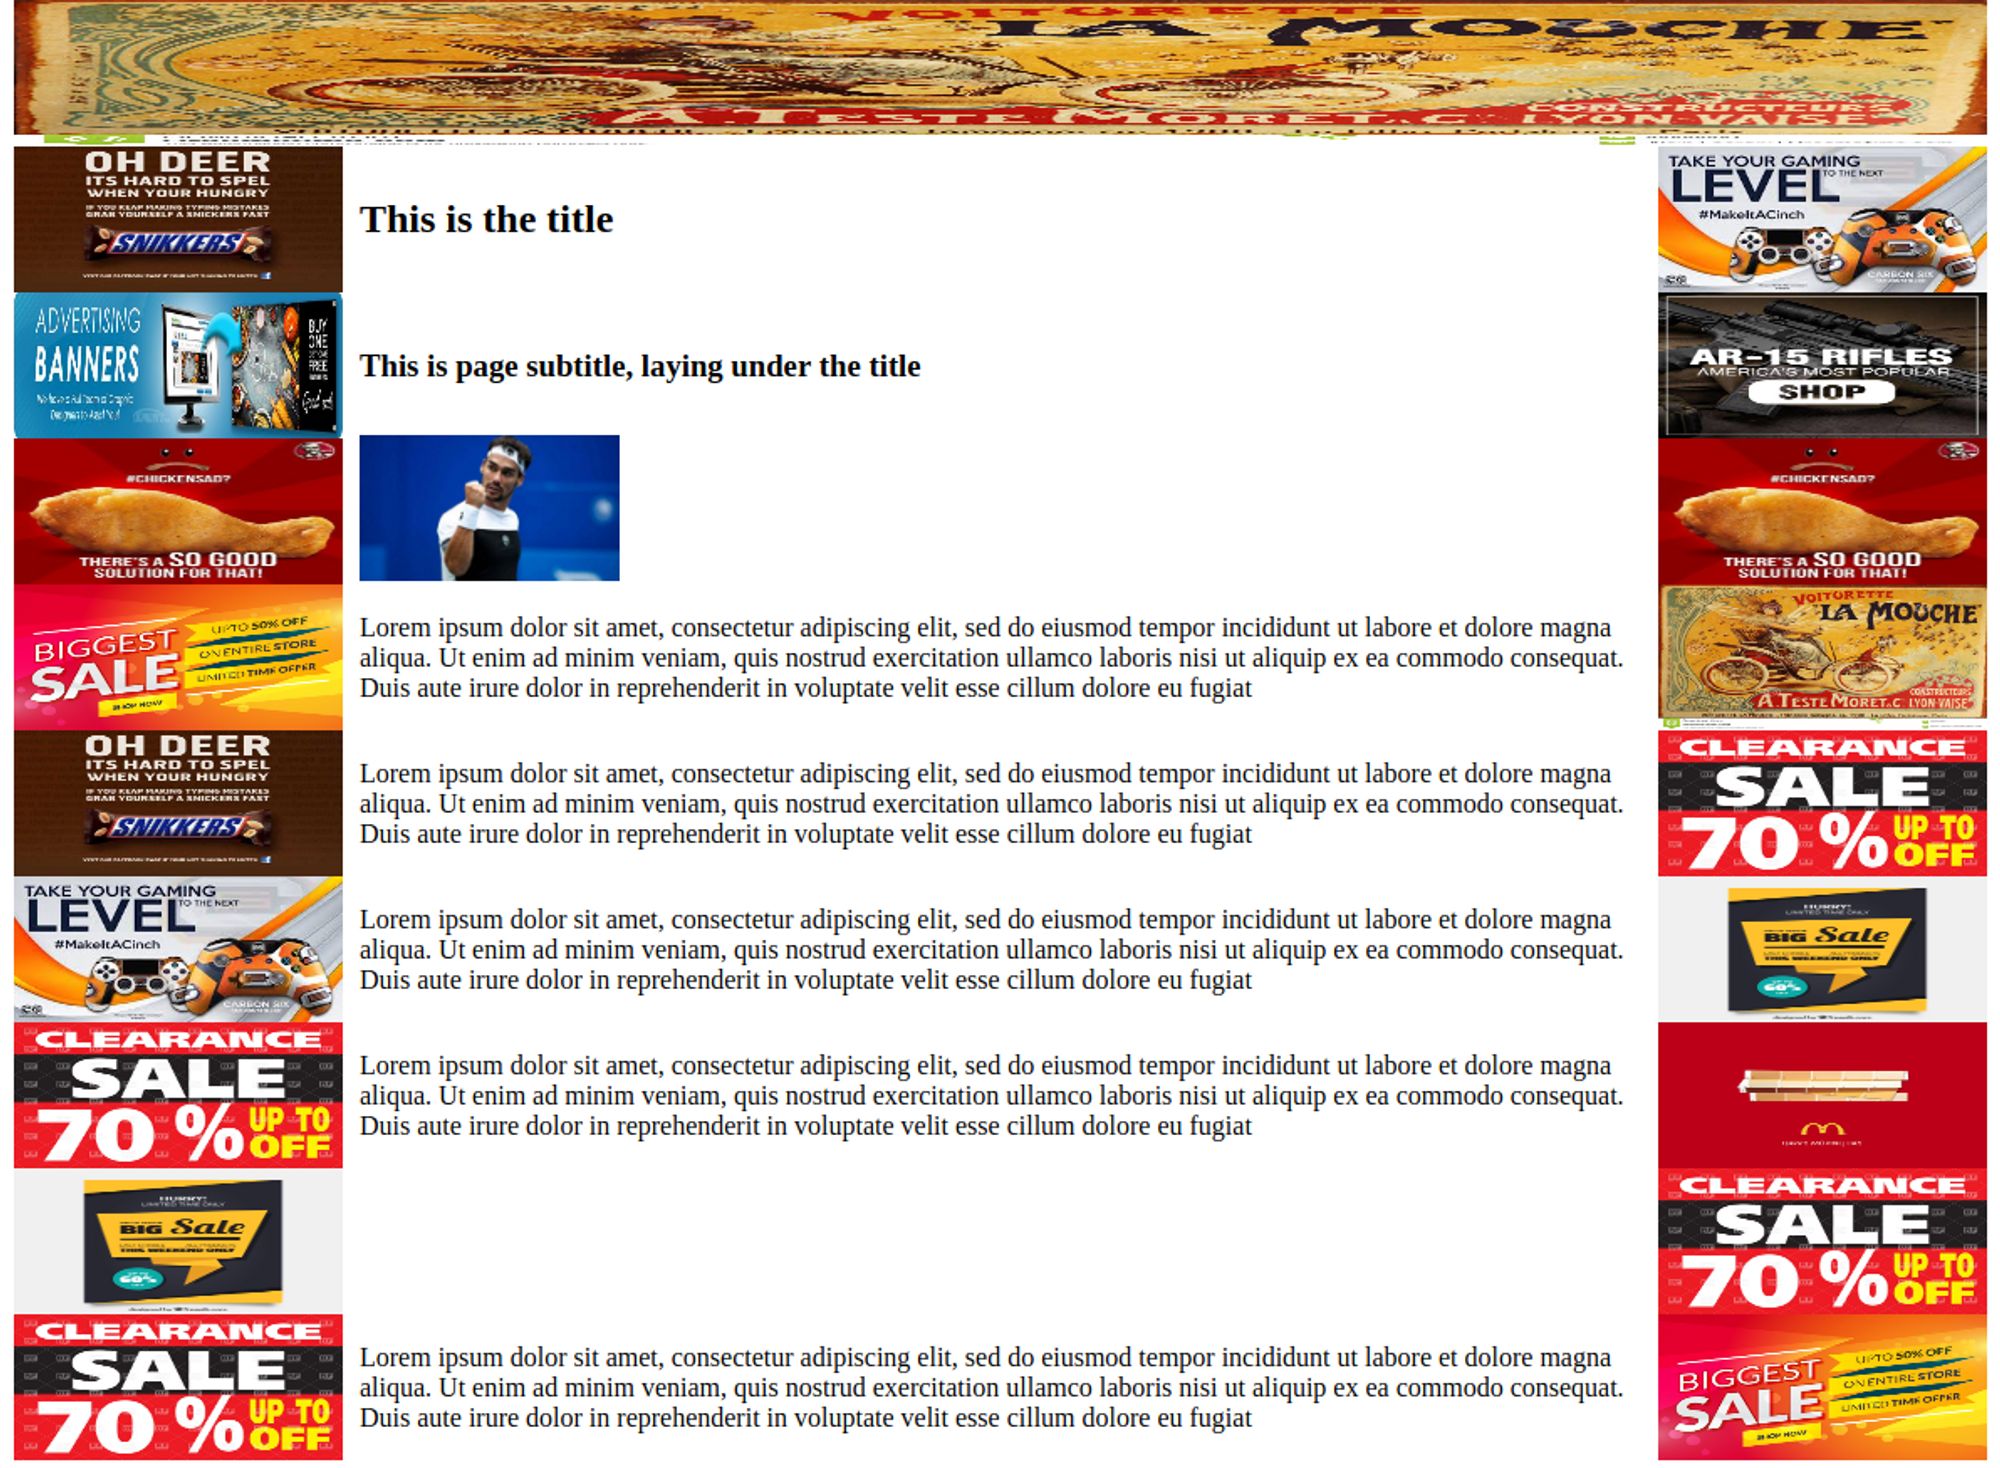 VOITURETTE
LA MOUCHE
A.TESTE MORET & C
CONSTRUCTEURS
LYON-VAISE
OH DEER
ITS HARD TO SPEL
WHEN YOUR HUNGRY
IF YOU KEAP MAKING TYPING MISTAKES
GRAB YOURSELF A SNICKERS FAST
SNIKKERS
ADVERTISING
BANNERS
We have a Full Team of Graphic
Designers to Assist You!
BUY
ONE
FREE
#CHICKENSAD?
THERE'S A SO GOOD
SOLUTION FOR THAT!
BIGGEST
SALE
UPTO 50% OFF
ON ENTIRE STORE
LIMITED TIME OFFER
SHOP NOW
OH DEER
ITS HARD TO SPEL
WHEN YOUR HUNGRY
IF YOU KEAP MAKING TYPING MISTAKES
GRAB YOURSELF A SNICKERS FAST
SNIKKERS
TAKE YOUR GAMING
LEVEL TO THE NEXT
#MakeItACinch
CARBON SIX
CLEARANCE
SALE
70% UP TO
OFF
HURRY!
LIMITED TIME ONLY
BIG Sale
THIS WEEKEND ONLY
60%
CLEARANCE
SALE
70% UP TO
OFF
This is the title
This is page subtitle, laying under the title
Lorem ipsum dolor sit amet, consectetur adipiscing elit, sed do eiusmod tempor incididunt ut labore et dolore magna
aliqua. Ut enim ad minim veniam, quis nostrud exercitation ullamco laboris nisi ut aliquip ex ea commodo consequat.
Duis aute irure dolor in reprehenderit in voluptate velit esse cillum dolore eu fugiat
Lorem ipsum dolor sit amet, consectetur adipiscing elit, sed do eiusmod tempor incididunt ut labore et dolore magna
aliqua. Ut enim ad minim veniam, quis nostrud exercitation ullamco laboris nisi ut aliquip ex ea commodo consequat.
Duis aute irure dolor in reprehenderit in voluptate velit esse cillum dolore eu fugiat
Lorem ipsum dolor sit amet, consectetur adipiscing elit, sed do eiusmod tempor incididunt ut labore et dolore magna
aliqua. Ut enim ad minim veniam, quis nostrud exercitation ullamco laboris nisi ut aliquip ex ea commodo consequat.
Duis aute irure dolor in reprehenderit in voluptate velit esse cillum dolore eu fugiat
Lorem ipsum dolor sit amet, consectetur adipiscing elit, sed do eiusmod tempor incididunt ut labore et dolore magna
aliqua. Ut enim ad minim veniam, quis nostrud exercitation ullamco laboris nisi ut aliquip ex ea commodo consequat.
Duis aute irure dolor in reprehenderit in voluptate velit esse cillum dolore eu fugiat
Lorem ipsum dolor sit amet, consectetur adipiscing elit, sed do eiusmod tempor incididunt ut labore et dolore magna
aliqua. Ut enim ad minim veniam, quis nostrud exercitation ullamco laboris nisi ut aliquip ex ea commodo consequat.
Duis aute irure dolor in reprehenderit in voluptate velit esse cillum dolore eu fugiat
TAKE YOUR GAMING
LEVEL TO THE NEXT
#MakeItACinch
CARBON SIX
AR-15 RIFLES
AMERICA'S MOST POPULAR
SHOP
#CHICKENSAD?
THERE'S A SO GOOD
SOLUTION FOR THAT!
VOITURETTE
LA MOUCHE
A.TESTE MORET & C
CONSTRUCTEURS
LYON-VAISE
CLEARANCE
SALE
70% UP TO
OFF
HURRY!
LIMITED TIME ONLY
BIG Sale
THIS WEEKEND ONLY
60%
CLEARANCE
SALE
70% UP TO
OFF
BIGGEST
SALE
UPTO 50% OFF
ON ENTIRE STORE
LIMITED TIME OFFER
SHOP NOW